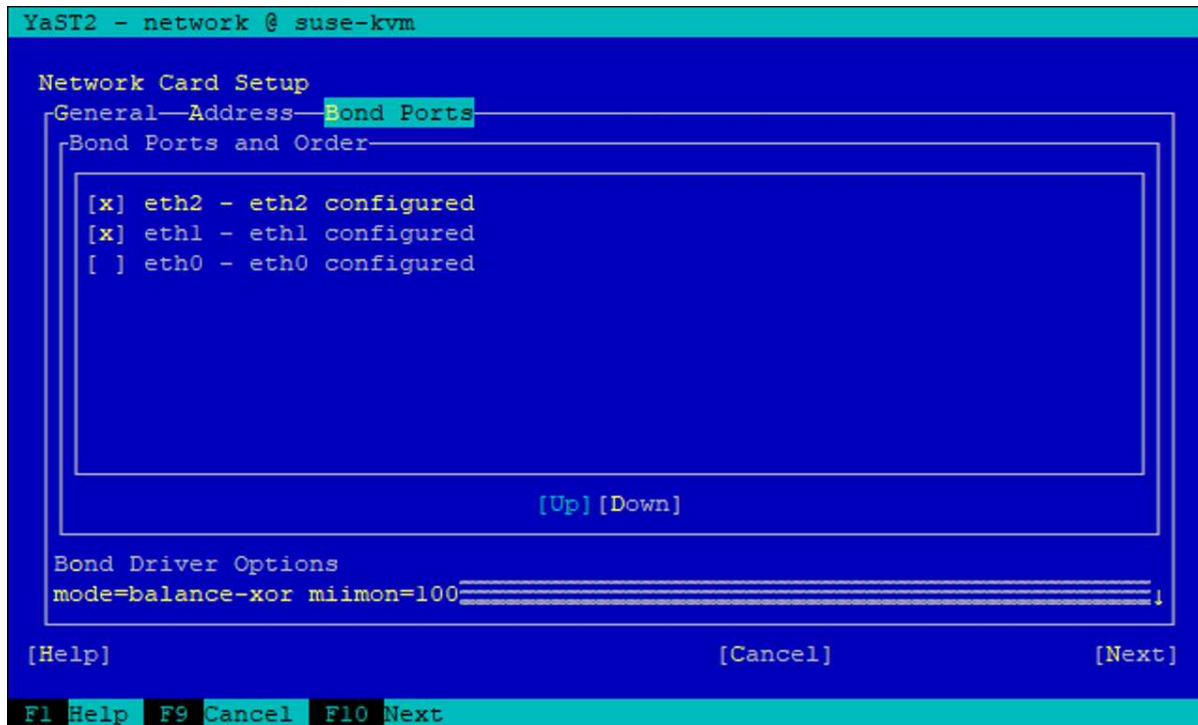 YaST2 - network @ suse-kvm
Network Card Setup
General Address Bond Ports
Bond Ports and Order
[x] eth2 - eth2 configured
[x] eth1 - eth1 configured
[ ] eth0 - eth0 configured
[Up][Down]
Bond Driver Options
mode=balance-xor miimon=100
[Help] [Cancel] [Next]
F1 Help F9 Cancel F10 Next